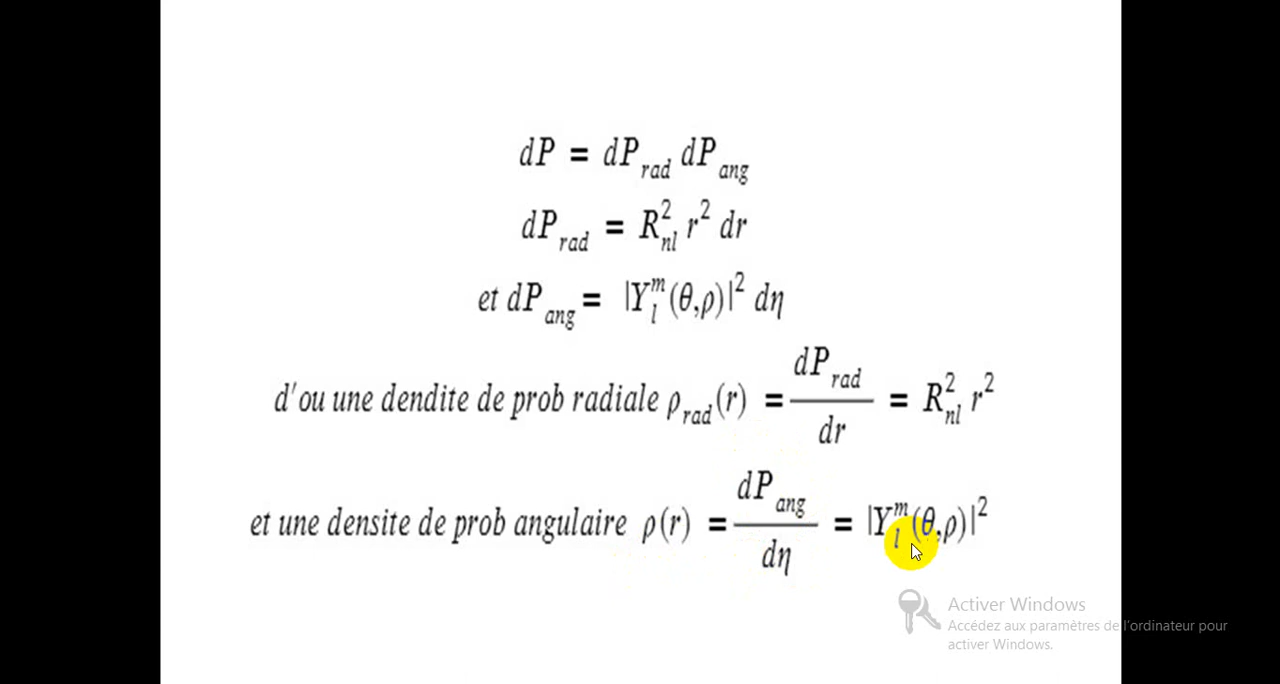 dP = dP_rad dP_ang
dP_rad = R_nl^2 r^2 dr
et dP_ang = |Y_l^m(θ,ρ)|^2 dη
d'ou une dendite de prob radiale ρ_rad(r) = dP_rad/dr = R_nl^2 r^2
et une densite de prob angulaire ρ(r) = dP_ang/dη = |Y_l^m(θ,ρ)|^2
Activer Windows
Accédez aux paramètres de l'ordinateur pour
activer Windows.